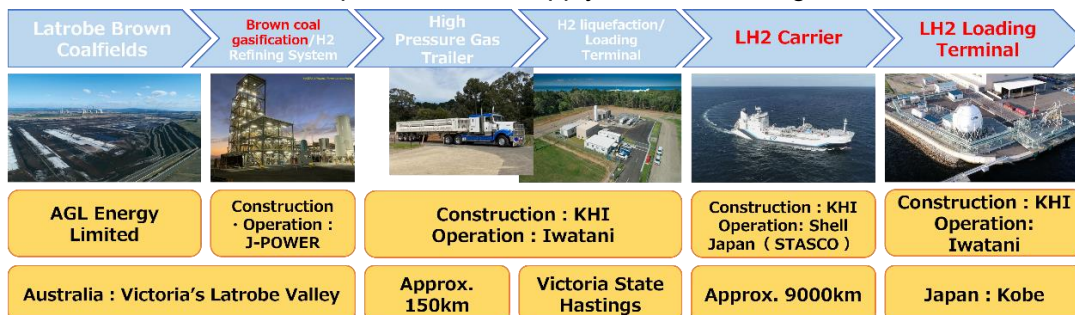 Latrobe Brown
Coalfields
Brown coal
gasification/H2
Refining System
High
Pressure Gas
Trailer
H2 liquefaction/
Loading
Terminal
LH2 Carrier
LH2 Loading
Terminal
AGL Energy
Limited
Construction
・Operation :
J-POWER
Construction : KHI
Operation : Iwatani
Construction : KHI
Operation: Shell
Japan ( STASCO )
Construction : KHI
Operation:
Iwatani
Australia : Victoria's Latrobe Valley
Approx.
150km
Victoria State
Hastings
Approx. 9000km
Japan : Kobe